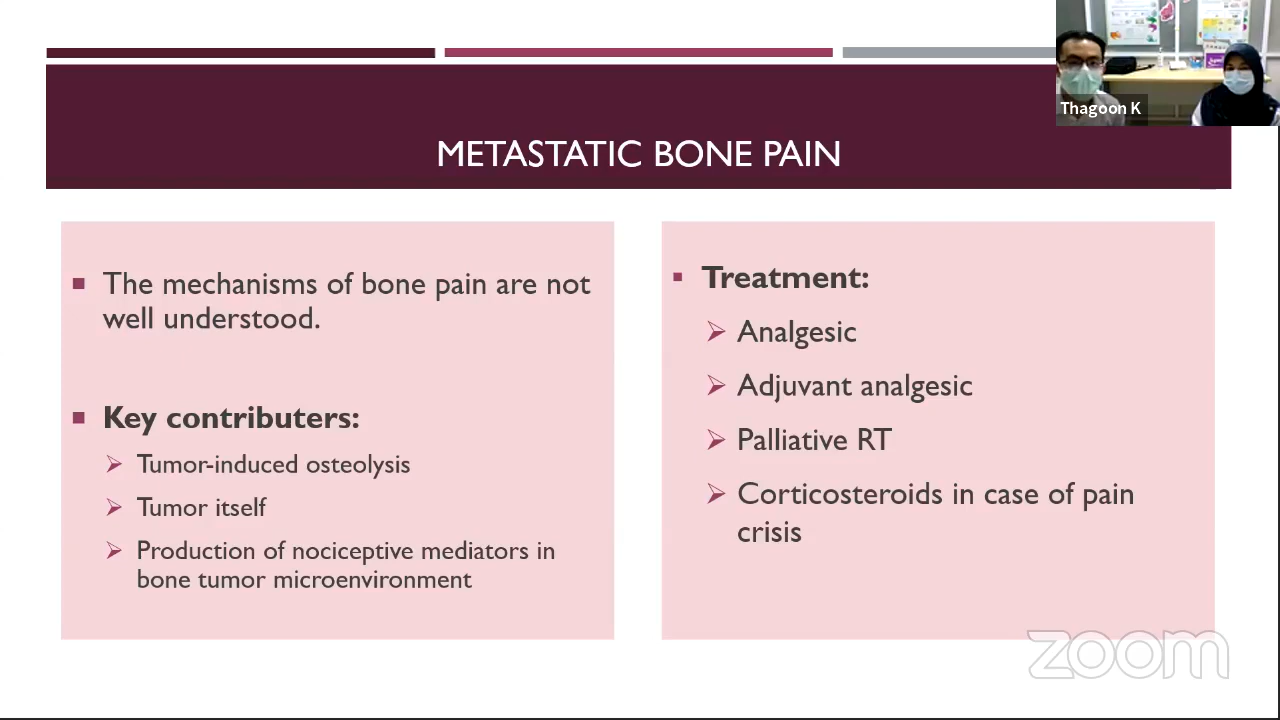 Thagoon K
METASTATIC BONE PAIN
The mechanisms of bone pain are not
well understood.
Key contributers:
Tumor-induced osteolysis
Tumor itself
Production of nociceptive mediators in
bone tumor microenvironment
Treatment:
Analgesic
Adjuvant analgesic
Palliative RT
Corticosteroids in case of pain
crisis
zoom